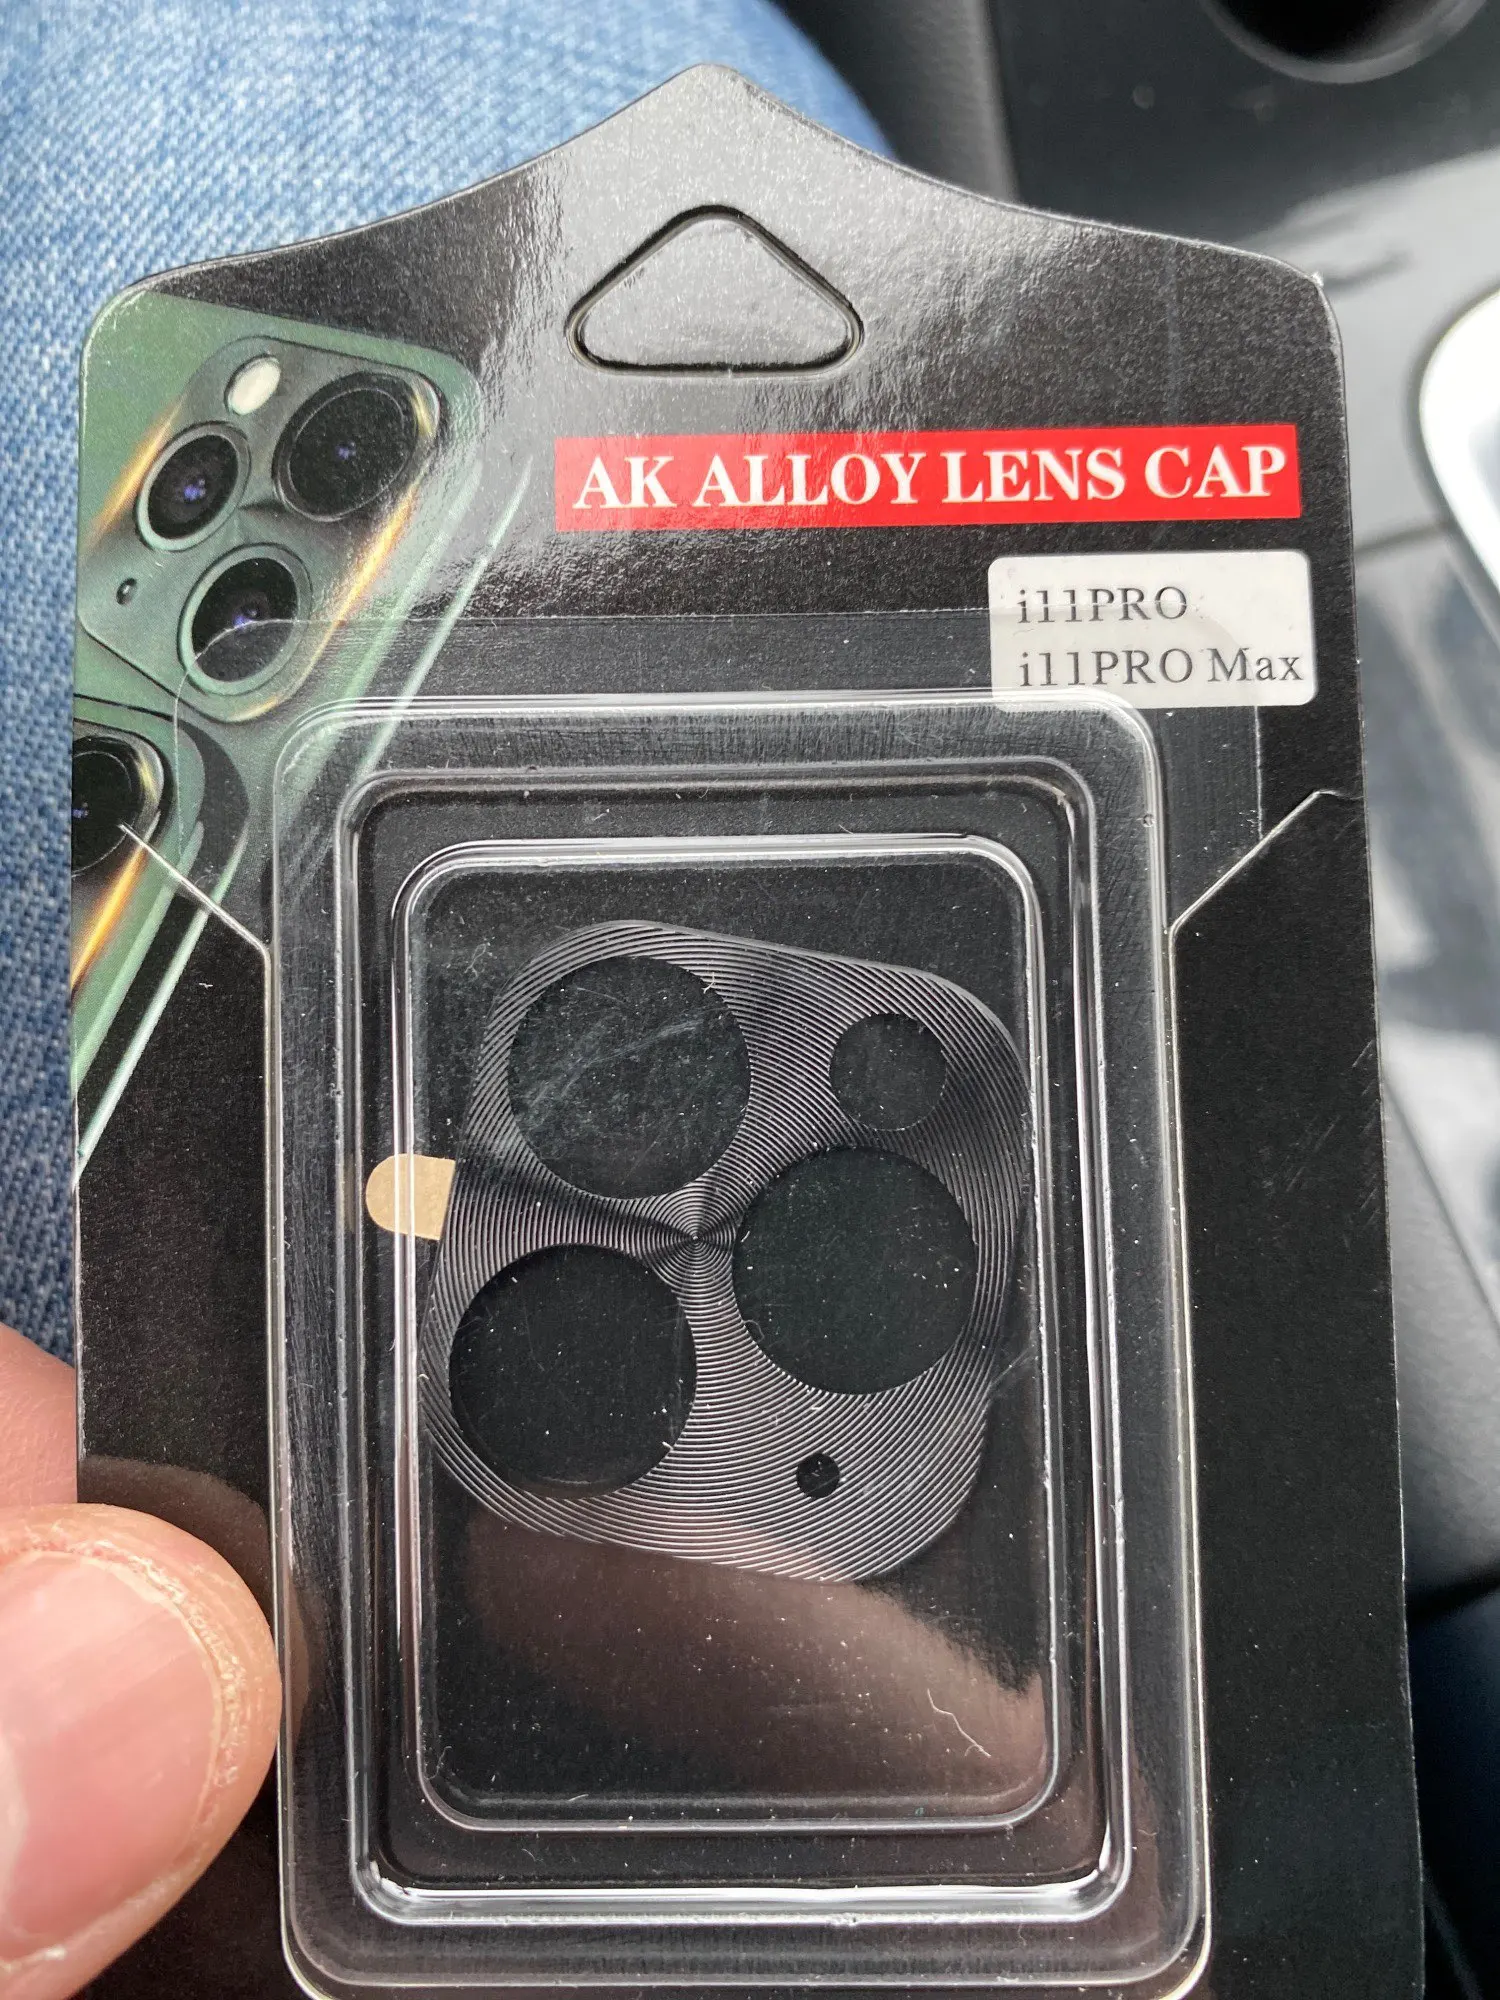 AK ALLOY LENS CAP
i11PRO
i11PRO Max